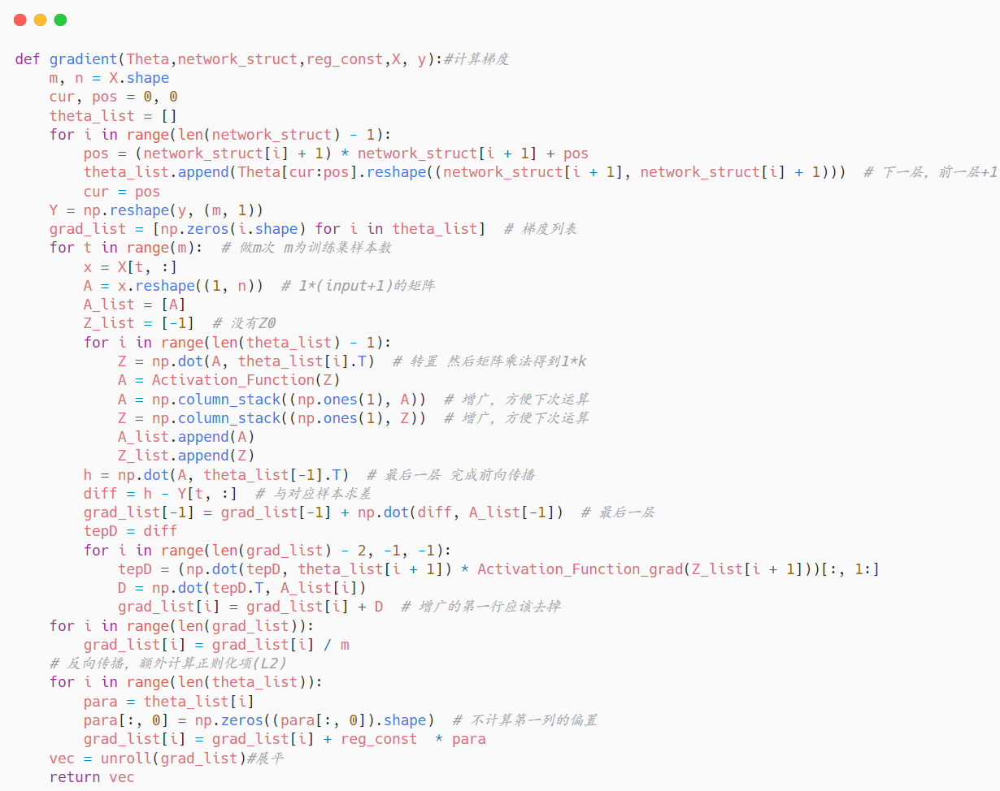 def gradient(Theta,network_struct,reg_const,X, y):#计算梯度
    m, n = X.shape
    cur, pos = 0, 0
    theta_list = []
    for i in range(len(network_struct) - 1):
        pos = (network_struct[i] + 1) * network_struct[i + 1] + pos
        theta_list.append(Theta[cur:pos].reshape((network_struct[i + 1], network_struct[i] + 1)))  # 下一层, 前一层+1
        cur = pos
    Y = np.reshape(y, (m, 1))
    grad_list = [np.zeros(i.shape) for i in theta_list]  # 梯度列表
    for t in range(m):  # 做m次 m为训练集样本数
        x = X[t, :]
        A = x.reshape((1, n))  # 1*(input+1)的矩阵
        A_list = [A]
        Z_list = [-1]  # 没有Z0
        for i in range(len(theta_list) - 1):
            Z = np.dot(A, theta_list[i].T)  # 转置 然后矩阵乘法得到1*k
            A = Activation_Function(Z)
            A = np.column_stack((np.ones(1), A))  # 增广, 方便下次运算
            Z = np.column_stack((np.ones(1), Z))  # 增广, 方便下次运算
            A_list.append(A)
            Z_list.append(Z)
        h = np.dot(A, theta_list[-1].T)  # 最后一层 完成前向传播
        diff = h - Y[t, :]  # 与对应样本求差
        grad_list[-1] = grad_list[-1] + np.dot(diff, A_list[-1])  # 最后一层
        tepD = diff
        for i in range(len(grad_list) - 2, -1, -1):
            tepD = (np.dot(tepD, theta_list[i + 1]) * Activation_Function_grad(Z_list[i + 1]))[:, 1:]
            D = np.dot(tepD.T, A_list[i])
            grad_list[i] = grad_list[i] + D  # 增广的第一行应该去掉
    for i in range(len(grad_list)):
        grad_list[i] = grad_list[i] / m
    # 反向传播, 额外计算正则化项(L2)
    for i in range(len(theta_list)):
        para = theta_list[i]
        para[:, 0] = np.zeros((para[:, 0]).shape)  # 不计算第一列的偏置
        grad_list[i] = grad_list[i] + reg_const  * para
    vec = unroll(grad_list)#展平
    return vec